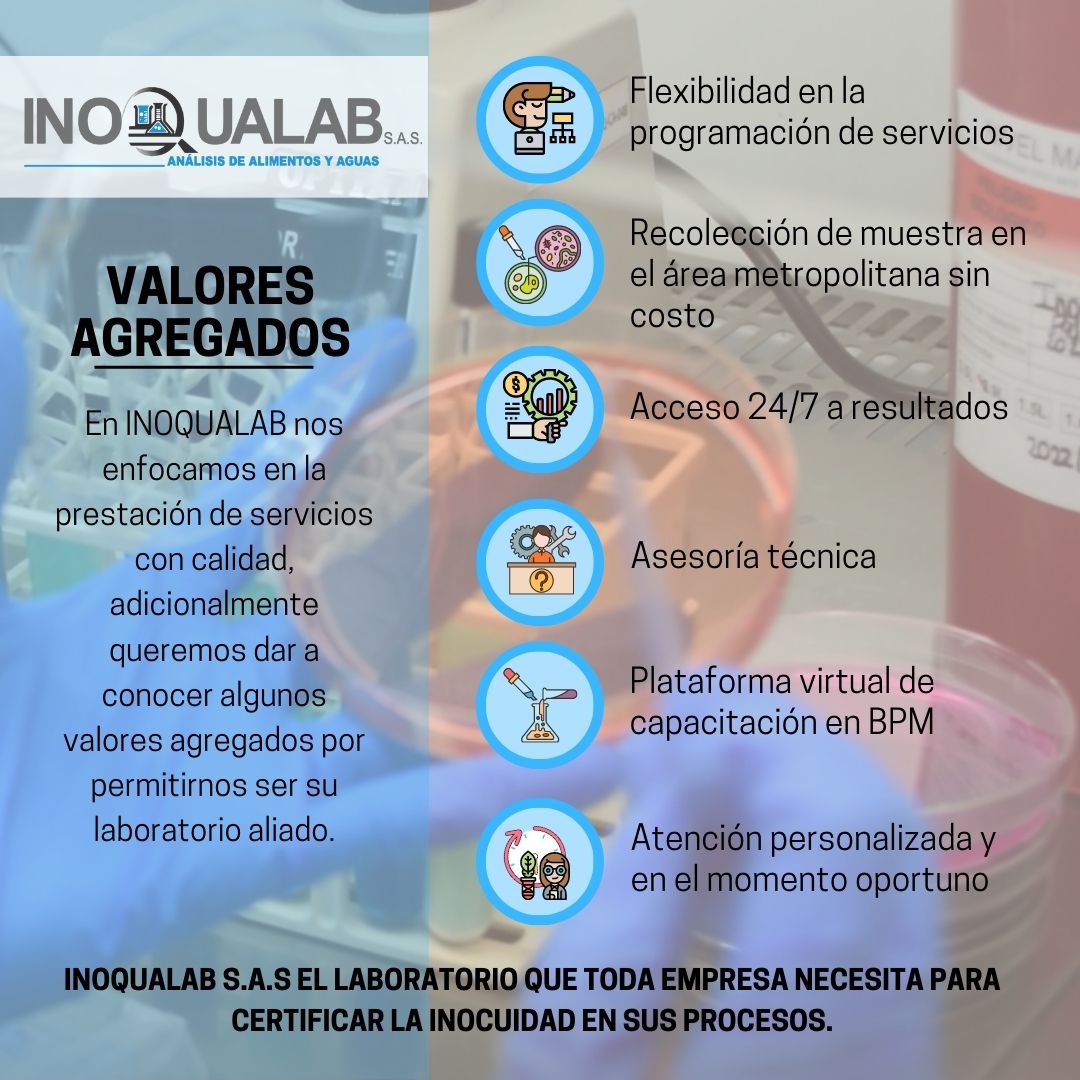 INOQUALAB S.A.S.
ANÁLISIS DE ALIMENTOS Y AGUAS
VALORES
AGREGADOS
En INOQUALAB nos
enfocamos en la
prestación de servicios
con calidad,
adicionalmente
queremos dar a
conocer algunos
valores agregados por
permitirnos ser su
laboratorio aliado.
Flexibilidad en la
programación de servicios
Recolección de muestra en
el área metropolitana sin
costo
Acceso 24/7 a resultados
Asesoría técnica
Plataforma virtual de
capacitación en BPM
Atención personalizada y
en el momento oportuno
INOQUALAB S.A.S EL LABORATORIO QUE TODA EMPRESA NECESITA PARA
CERTIFICAR LA INOCUIDAD EN SUS PROCESOS.